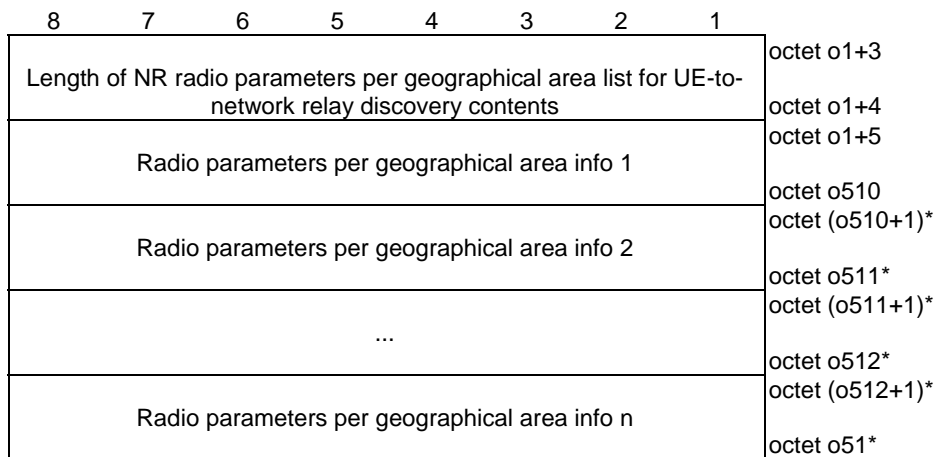 8 7 6 5 4 3 2 1
octet o1+3
Length of NR radio parameters per geographical area list for UE-to-
network relay discovery contents
octet o1+4
octet o1+5
Radio parameters per geographical area info 1
octet o510
octet (o510+1)*
Radio parameters per geographical area info 2
octet o511*
octet (o511+1)*
...
octet o512*
octet (o512+1)*
Radio parameters per geographical area info n
octet o51*